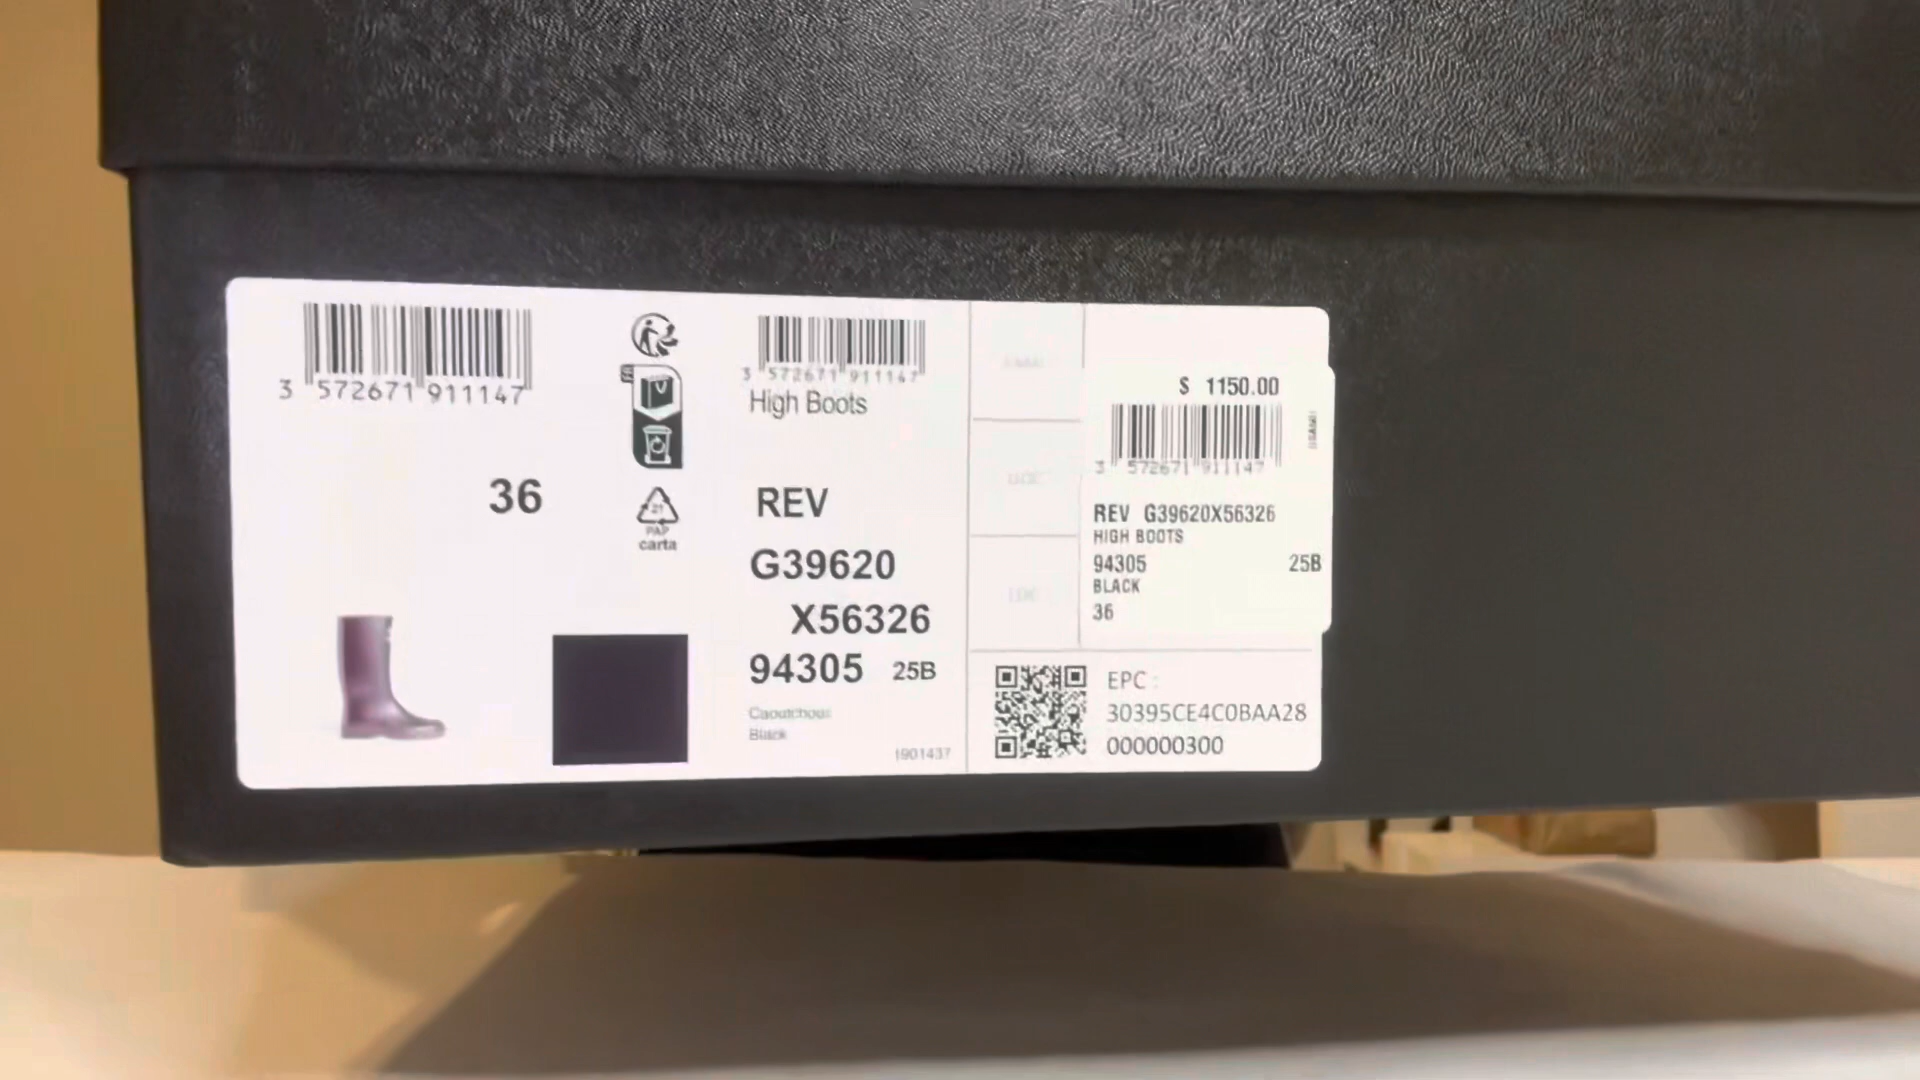 3 572671 911147
36
21
PAP
carta
3 572671 911147
High Boots
REV
G39620
X56326
94305 25B
Caoutchouc
Black
1901437
$ 1150.00
3 572671 911147
REV G39620X56326
HIGH BOOTS
94305 25B
BLACK
36
EPC :
30395CE4C0BAA28
000000300